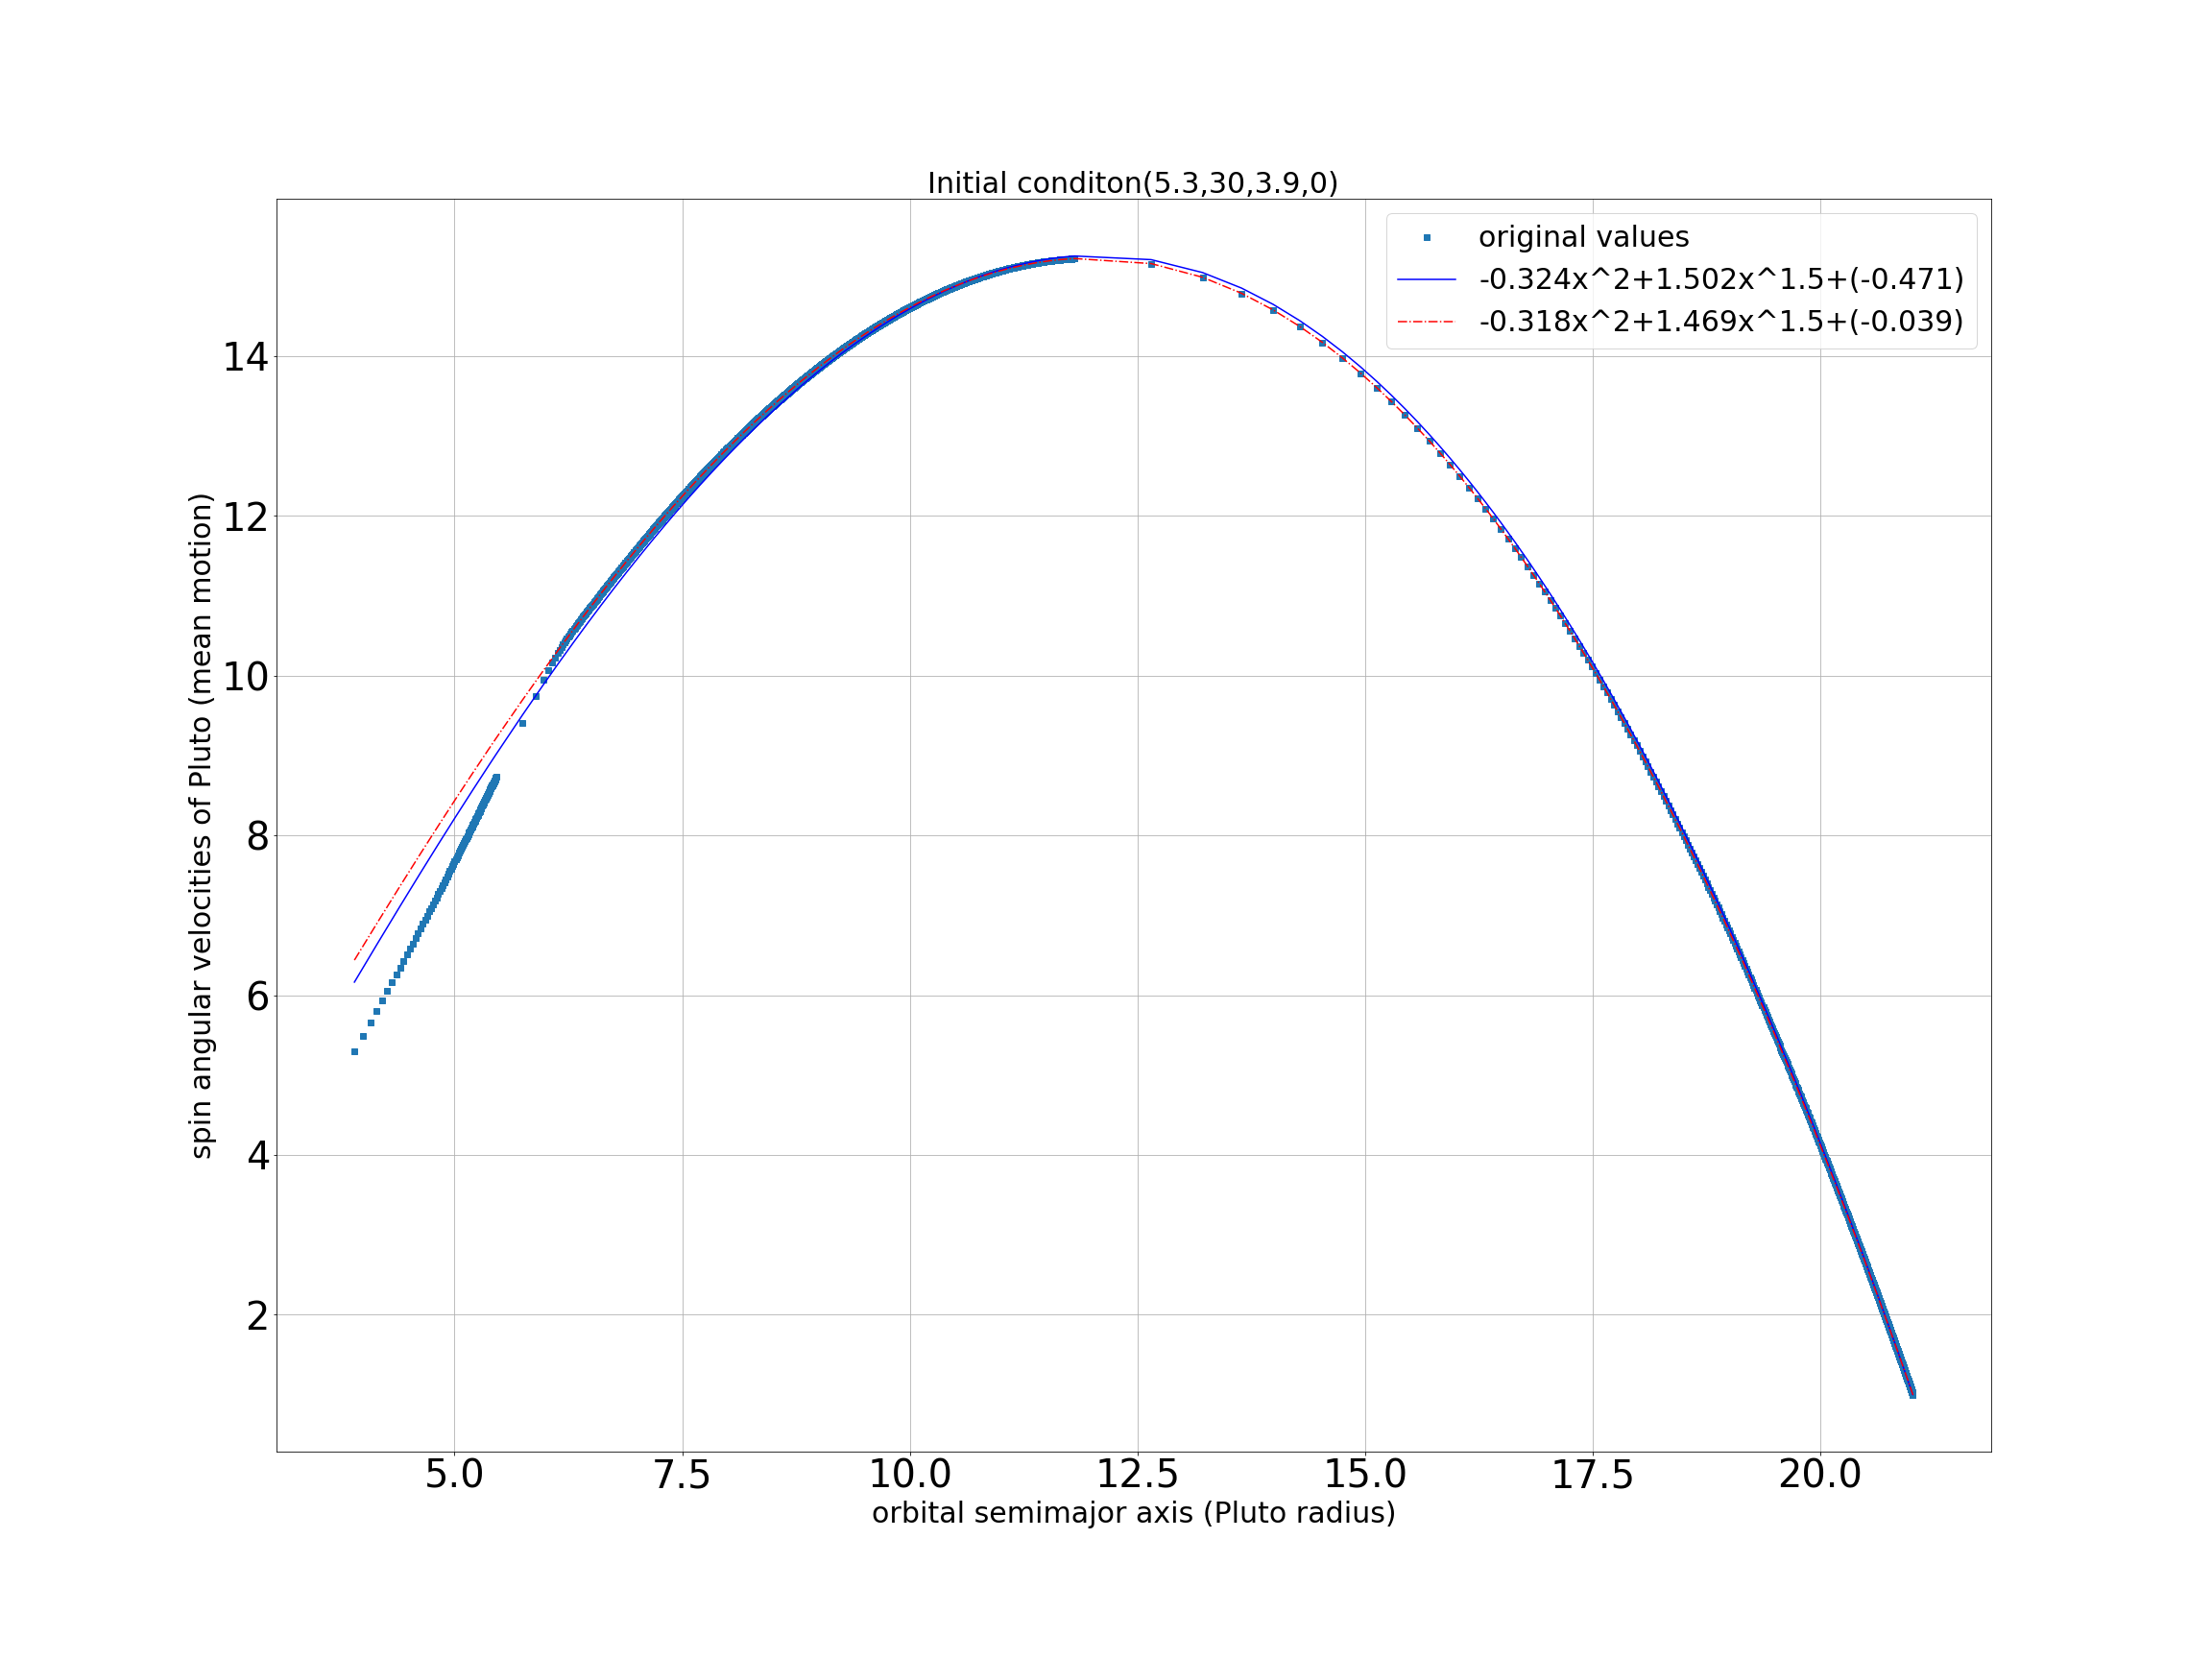 Initial conditon(5.3,30,3.9,0)
original values
-0.324x^2+1.502x^1.5+(-0.471)
-0.318x^2+1.469x^1.5+(-0.039)
spin angular velocities of Pluto (mean motion)
14
12
10
8
6
4
2
5.0 7.5 10.0 12.5 15.0 17.5 20.0
orbital semimajor axis (Pluto radius)